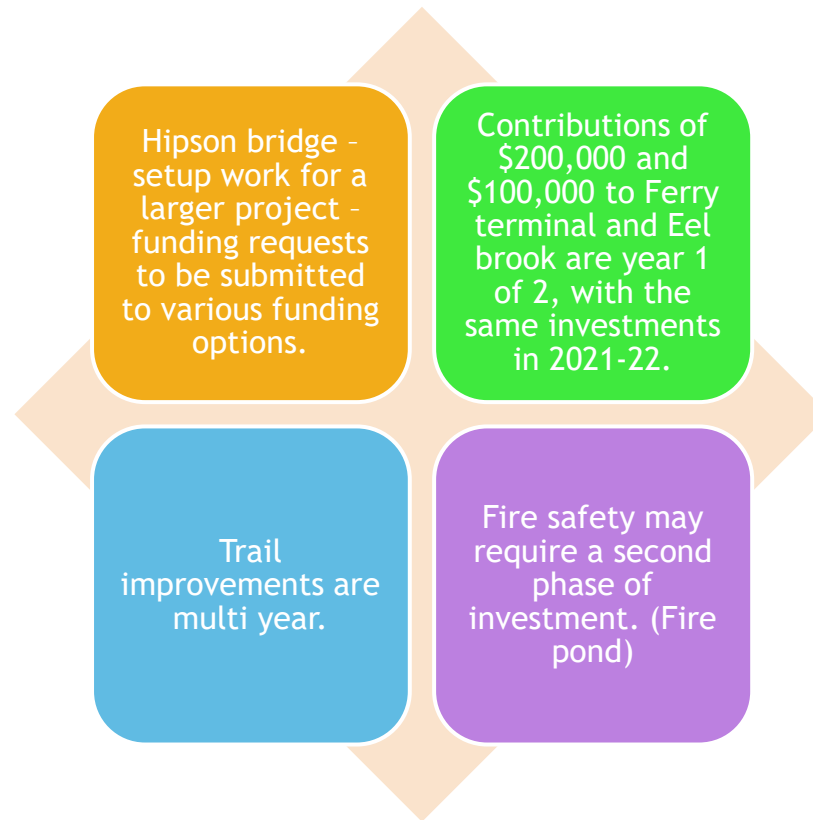 Hipson bridge –
setup work for a
larger project –
funding requests
to be submitted
to various funding
options.
Contributions of
$200,000 and
$100,000 to Ferry
terminal and Eel
brook are year 1
of 2, with the
same investments
in 2021-22.
Trail
improvements are
multi year.
Fire safety may
require a second
phase of
investment. (Fire
pond)